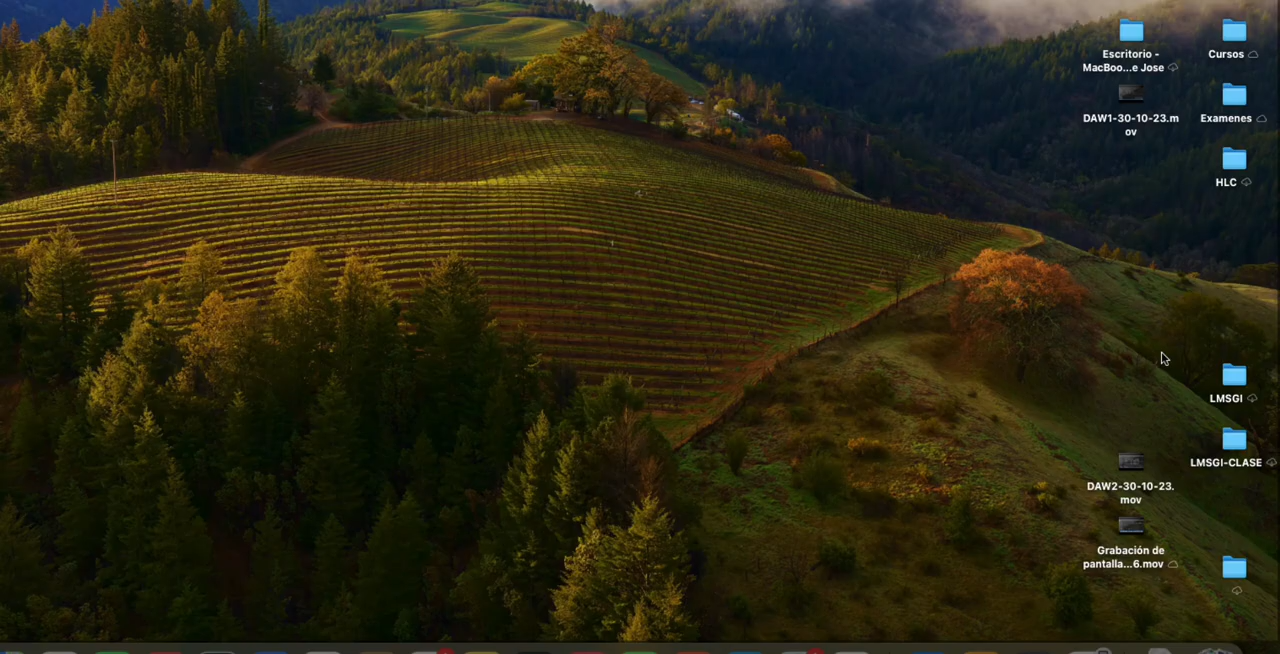 Escritorio -
MacBoo...e Jose
Cursos
DAW1-30-10-23.m
ov
Examenes
HLC
LMSGI
LMSGI-CLASE
DAW2-30-10-23.
mov
Grabación de
pantalla...6.mov